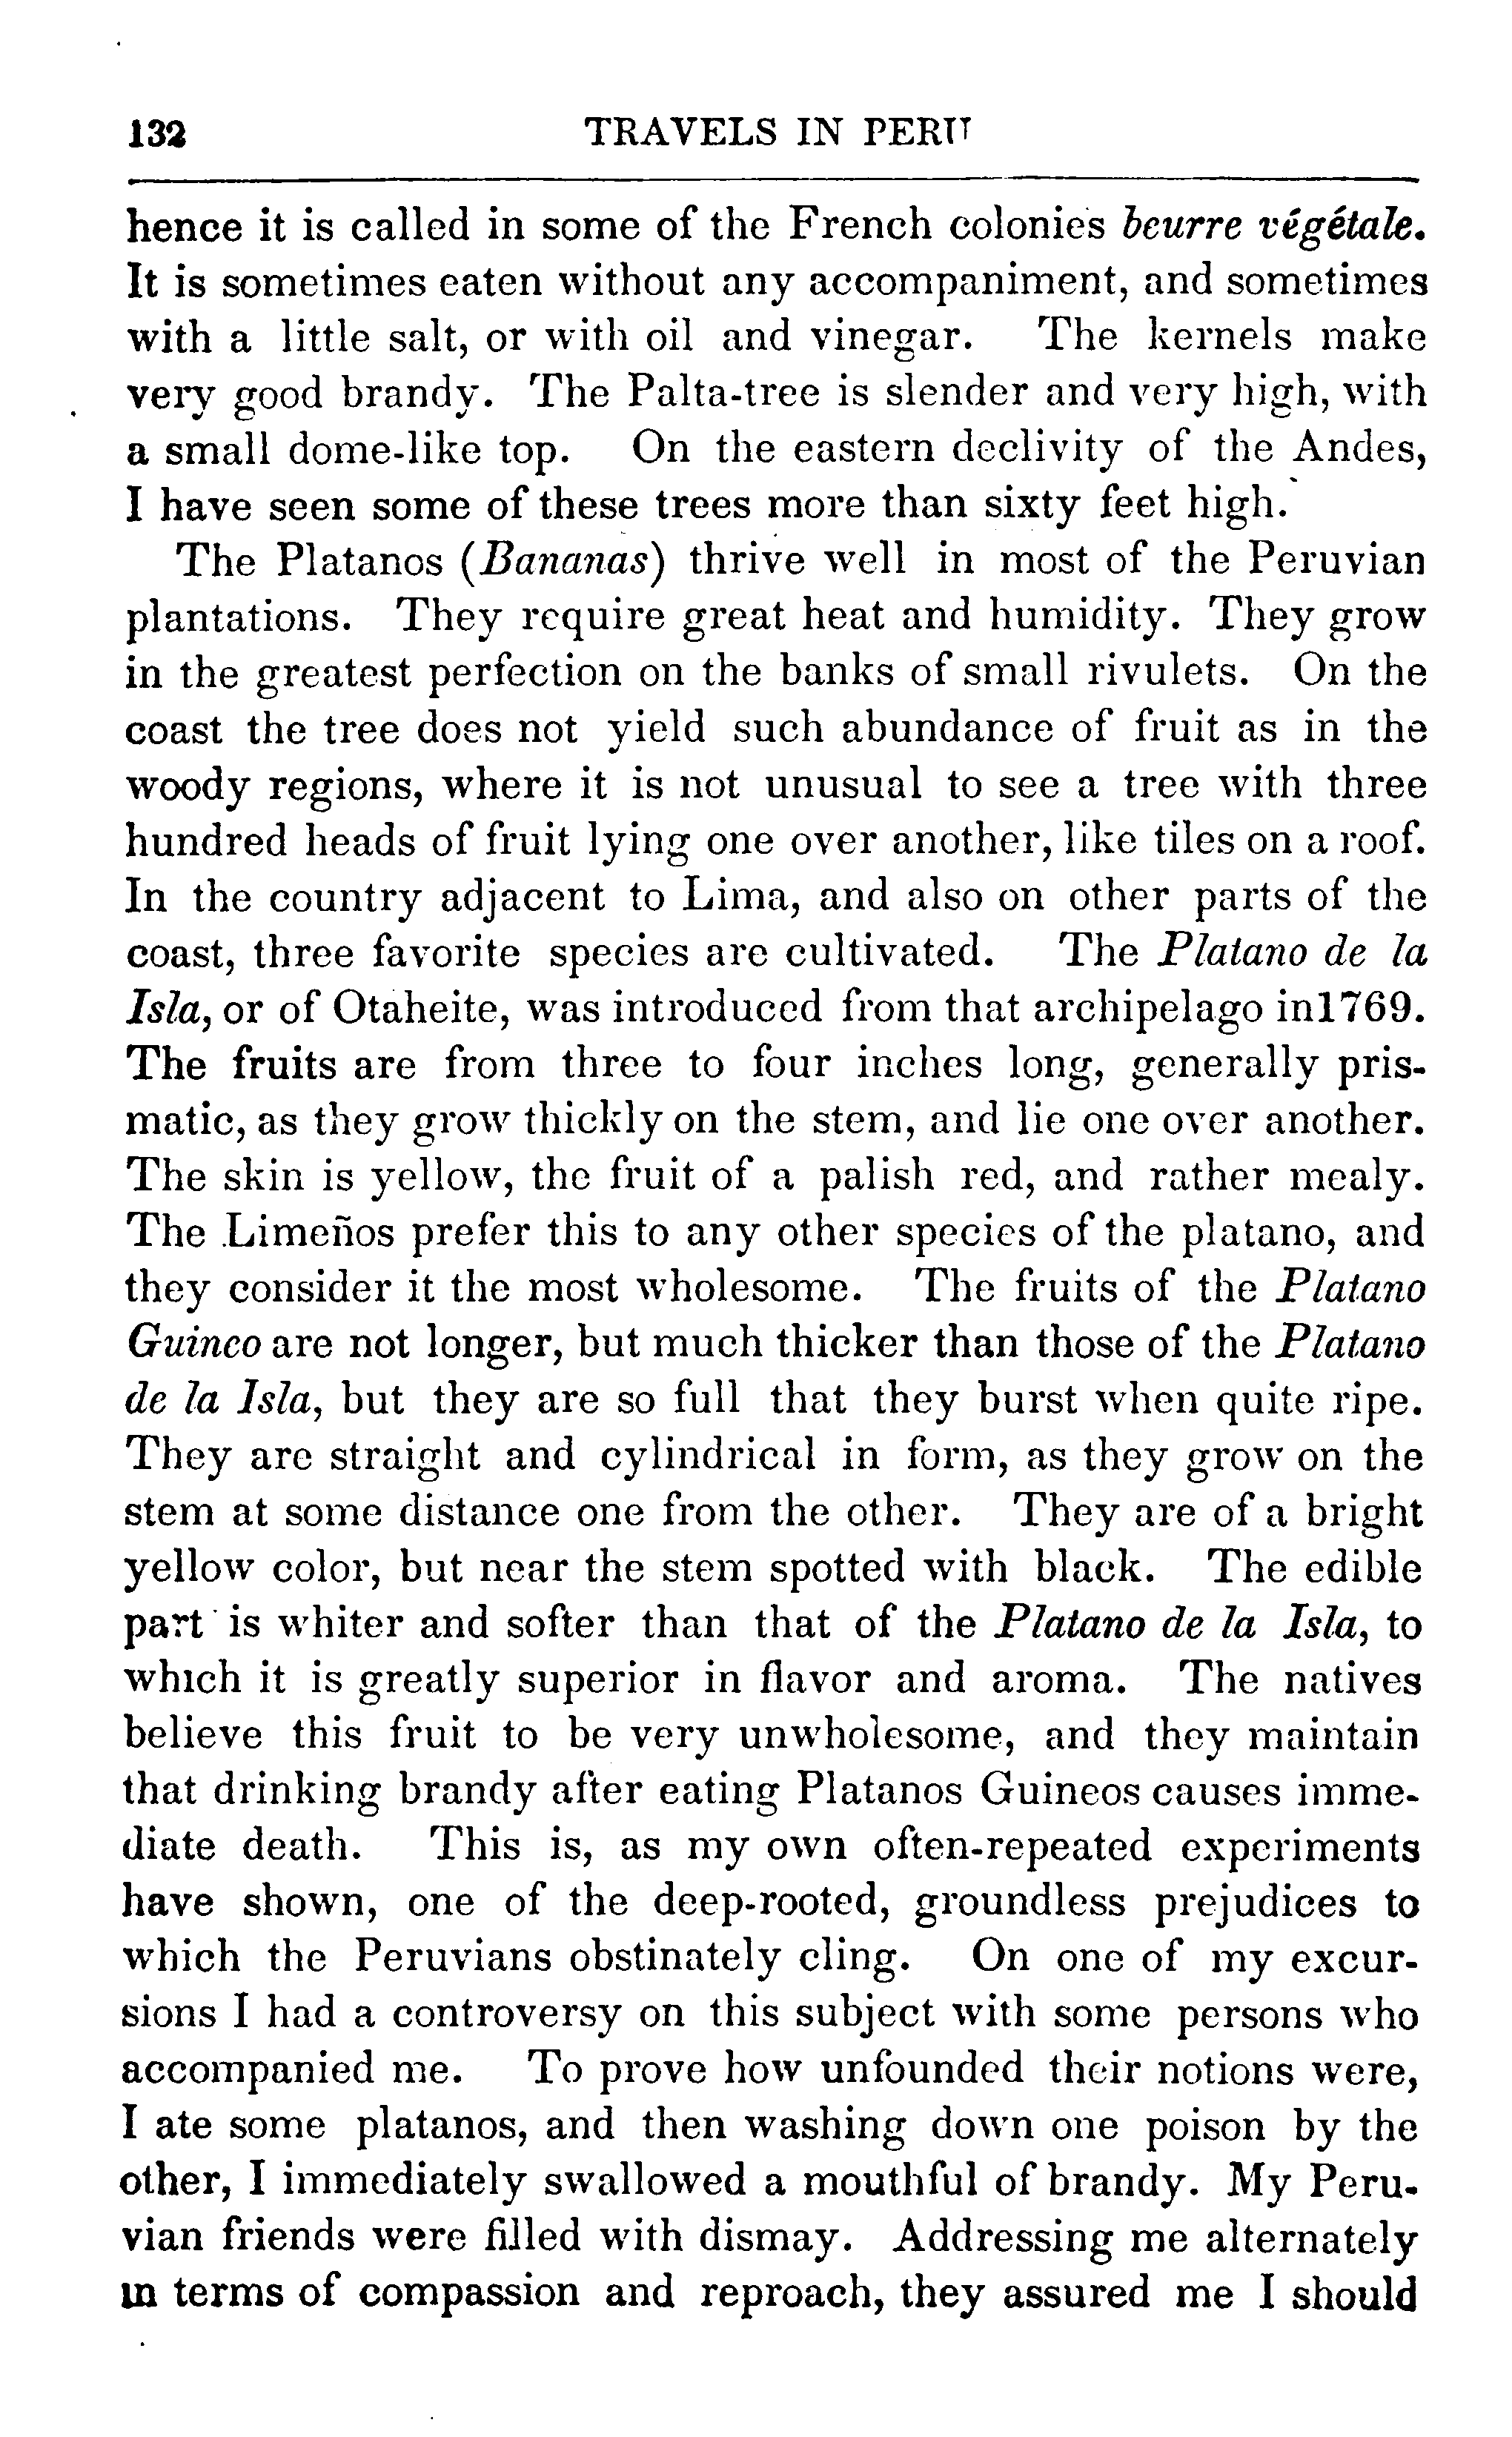 132 TRAVELS IN PERU
hence it is called in some of the French colonies beurre végétale.
It is sometimes eaten without any accompaniment, and sometimes
with a little salt, or with oil and vinegar. The kernels make
very good brandy. The Palta-tree is slender and very high, with
a small dome-like top. On the eastern declivity of the Andes,
I have seen some of these trees more than sixty feet high.
The Platanos (Bananas) thrive well in most of the Peruvian
plantations. They require great heat and humidity. They grow
in the greatest perfection on the banks of small rivulets. On the
coast the tree does not yield such abundance of fruit as in the
woody regions, where it is not unusual to see a tree with three
hundred heads of fruit lying one over another, like tiles on a roof.
In the country adjacent to Lima, and also on other parts of the
coast, three favorite species are cultivated. The Platano de la
Isla, or of Otaheite, was introduced from that archipelago in1769.
The fruits are from three to four inches long, generally pris-
matic, as they grow thickly on the stem, and lie one over another.
The skin is yellow, the fruit of a palish red, and rather mealy.
The Limeños prefer this to any other species of the platano, and
they consider it the most wholesome. The fruits of the Platano
Guineo are not longer, but much thicker than those of the Platano
de la Isla, but they are so full that they burst when quite ripe.
They are straight and cylindrical in form, as they grow on the
stem at some distance one from the other. They are of a bright
yellow color, but near the stem spotted with black. The edible
part is whiter and softer than that of the Platano de la Isla, to
which it is greatly superior in flavor and aroma. The natives
believe this fruit to be very unwholesome, and they maintain
that drinking brandy after eating Platanos Guineos causes imme-
diate death. This is, as my own often-repeated experiments
have shown, one of the deep-rooted, groundless prejudices to
which the Peruvians obstinately cling. On one of my excur-
sions I had a controversy on this subject with some persons who
accompanied me. To prove how unfounded their notions were,
I ate some platanos, and then washing down one poison by the
other, I immediately swallowed a mouthful of brandy. My Peru-
vian friends were filled with dismay. Addressing me alternately
in terms of compassion and reproach, they assured me I should